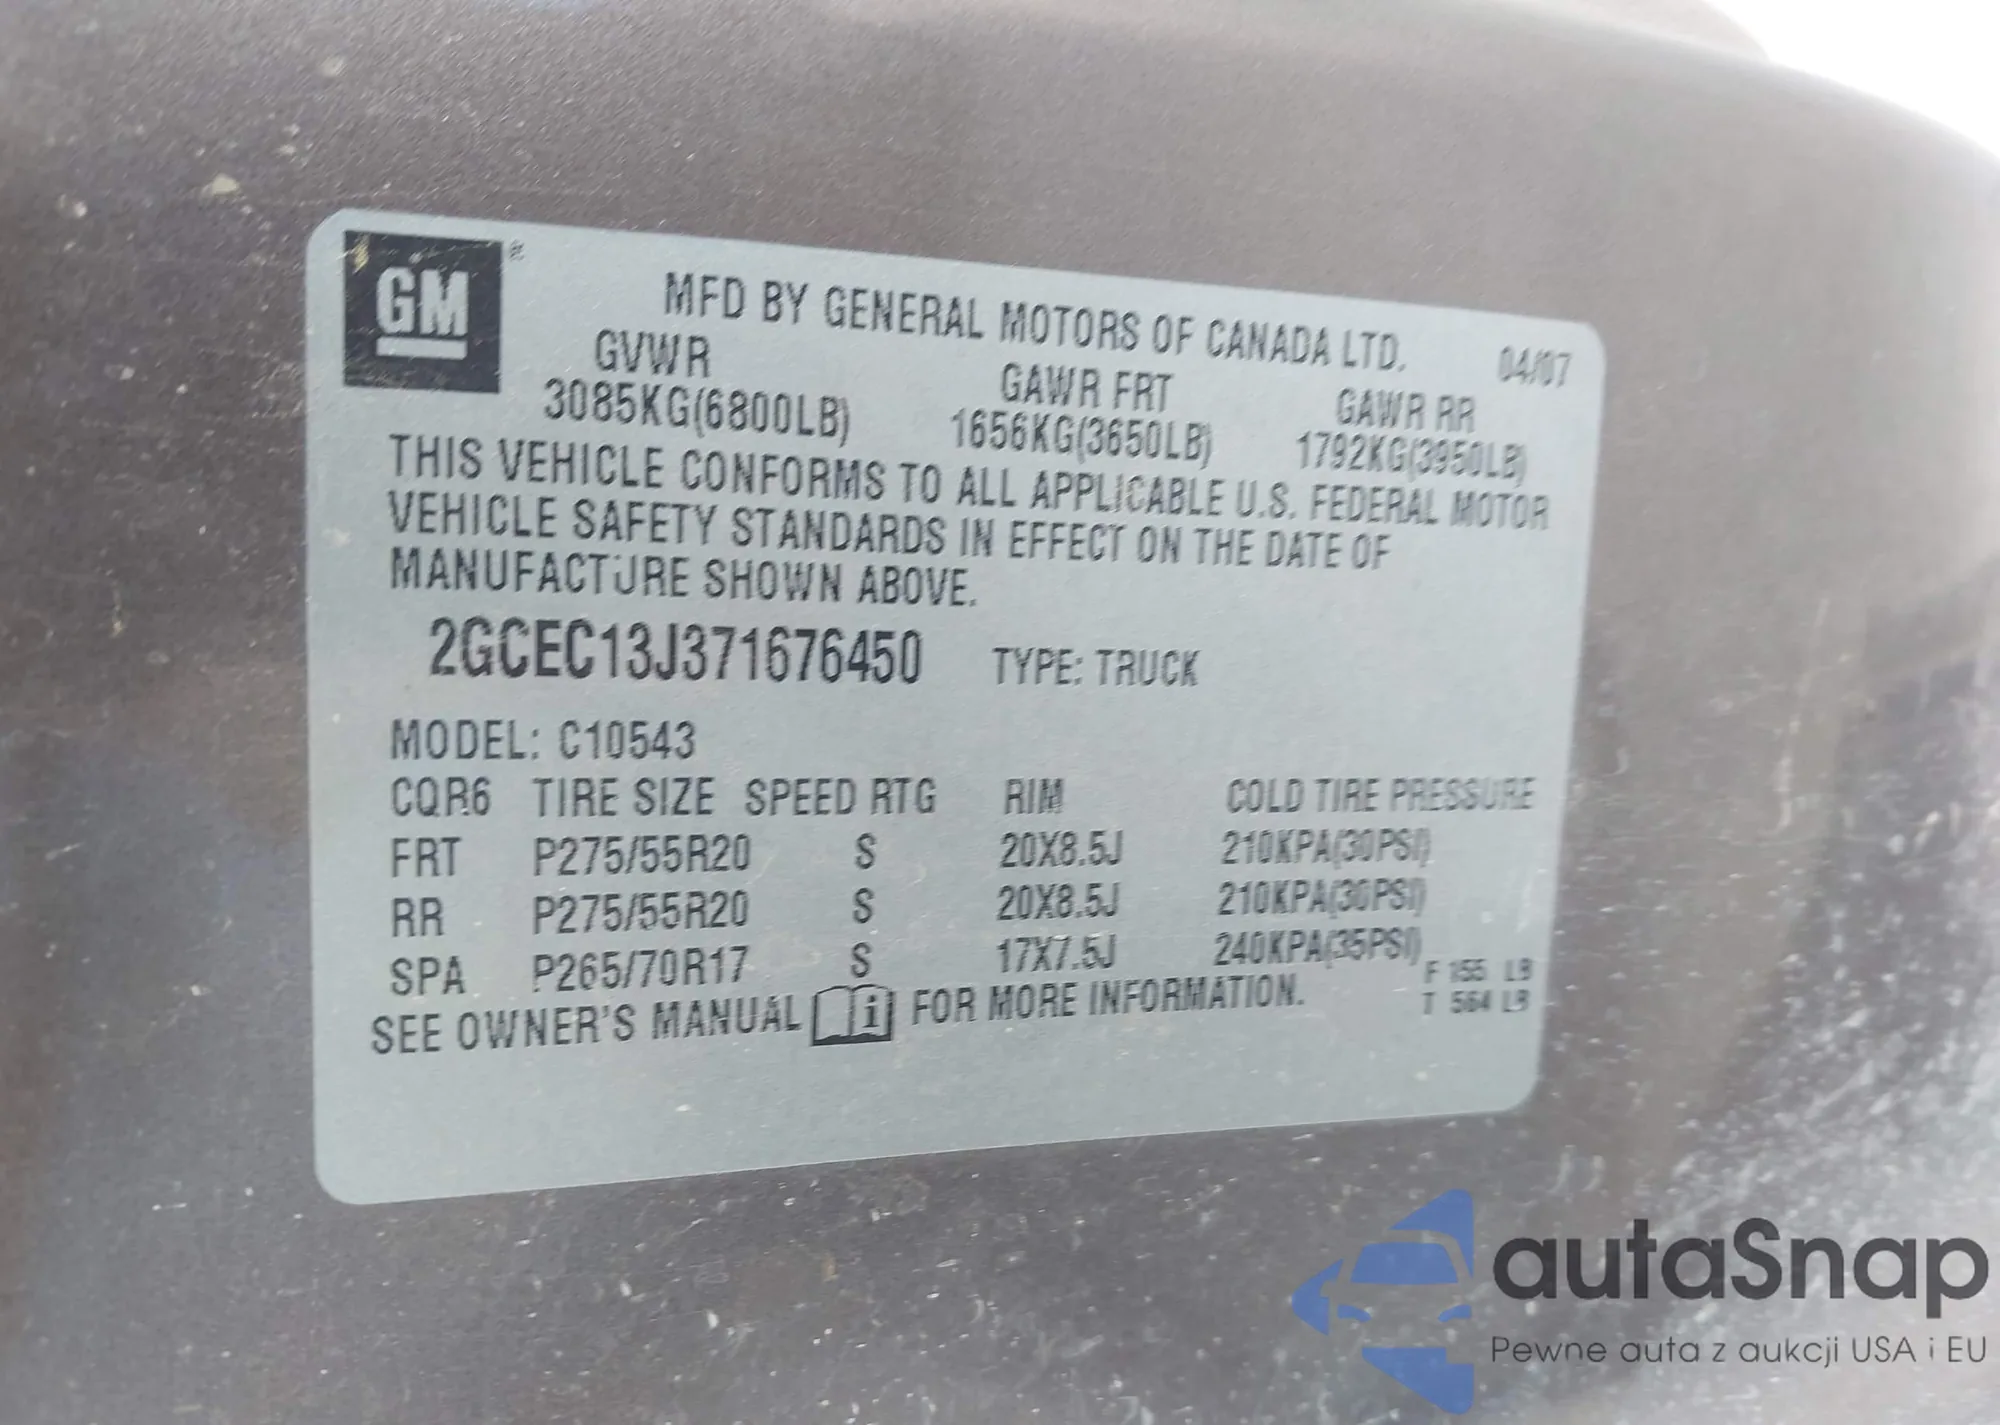 GM
MFD BY GENERAL MOTORS OF CANADA LTD.
04/07
GVWR GAWR FRT GAWR RR
3085KG(6800LB) 1656KG(3650LB) 1792KG(3950LB)
THIS VEHICLE CONFORMS TO ALL APPLICABLE U.S. FEDERAL MOTOR
VEHICLE SAFETY STANDARDS IN EFFECT ON THE DATE OF
MANUFACTURE SHOWN ABOVE.
2GCEC13J371676450 TYPE: TRUCK
MODEL: C10543
CQR6 TIRE SIZE SPEED RTG RIM COLD TIRE PRESSURE
FRT P275/55R20 S 20X8.5J 210KPA(30PSI)
RR P275/55R20 S 20X8.5J 210KPA(30PSI)
SPA P265/70R17 S 17X7.5J 240KPA(35PSI)
F 155 LB
T 564 LB
SEE OWNER'S MANUAL i FOR MORE INFORMATION.
autaSnap
Pewne auta z aukcji USA i EU